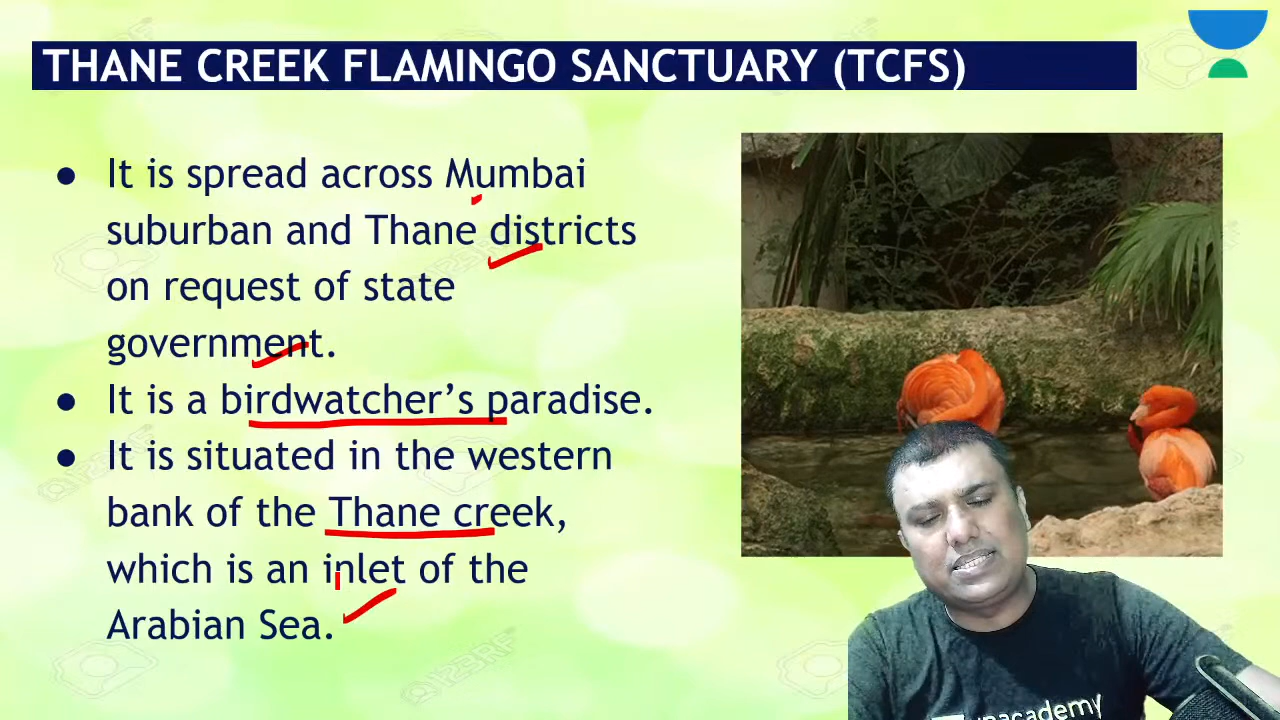 THANE CREEK FLAMINGO SANCTUARY (TCFS)
● It is spread across Mumbai
suburban and Thane districts
on request of state
government.
● It is a birdwatcher’s paradise.
● It is situated in the western
bank of the Thane creek,
which is an inlet of the
Arabian Sea.
unacademy